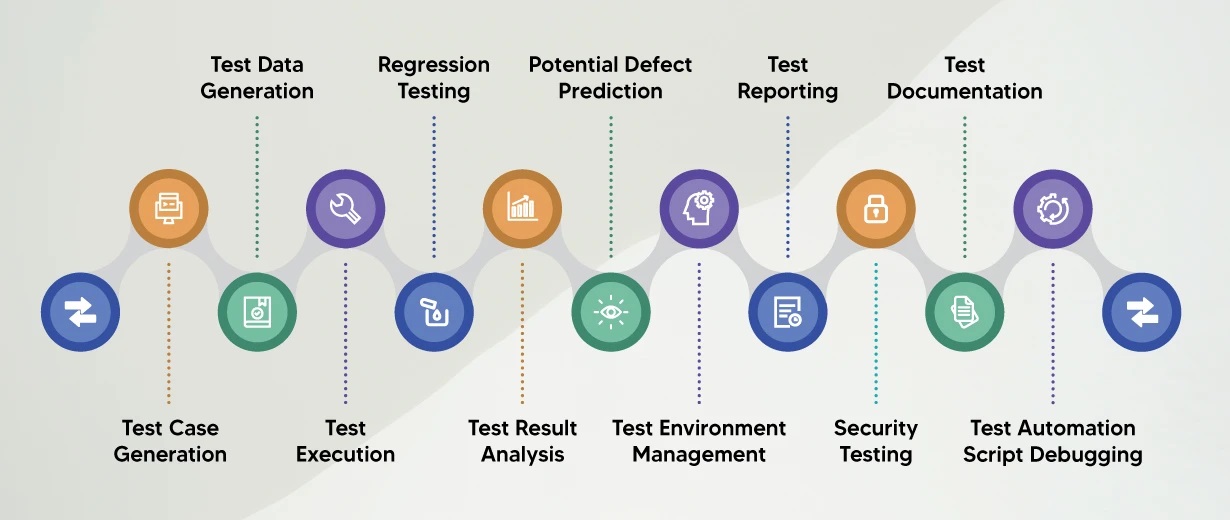 Test Data
Generation
Regression
Testing
Potential Defect
Prediction
Test
Reporting
Test
Documentation
Test Case
Generation
Test
Execution
Test Result
Analysis
Test Environment
Management
Security
Testing
Test Automation
Script Debugging